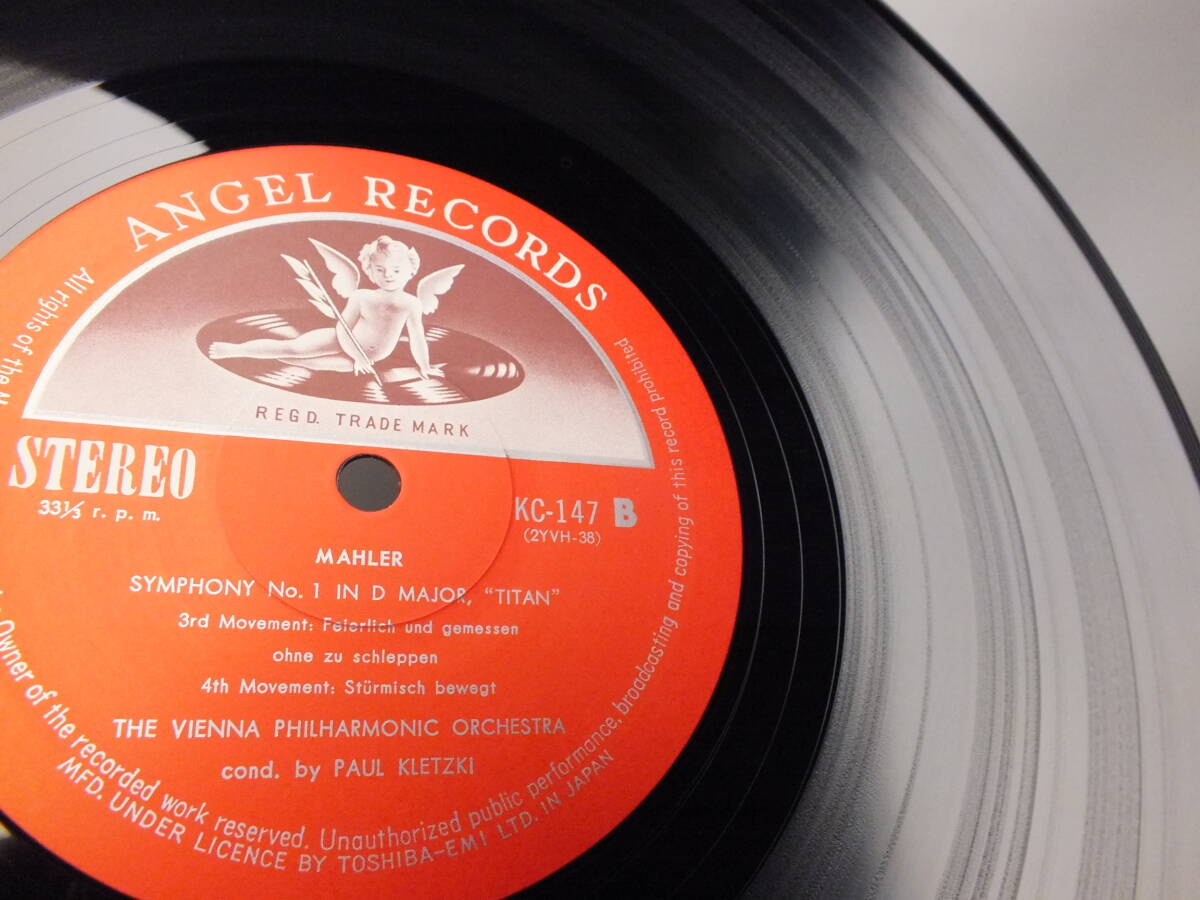 ANGEL RECORDS
REGD. TRADE MARK
STEREO
33⅓ r. p. m.
KC-147 B
(2YVH-38)
MAHLER
SYMPHONY No. 1 IN D MAJOR, “TITAN”
3rd Movement: Feierlich und gemessen
ohne zu schleppen
4th Movement: Stürmisch bewegt
THE VIENNA PHILHARMONIC ORCHESTRA
cond. by PAUL KLETZKI
All rights of the
Owner of the recorded work reserved. Unauthorized public performance, broadcasting and copying of this record prohibited
MFD. UNDER LICENCE BY TOSHIBA-EMI LTD. IN JAPAN